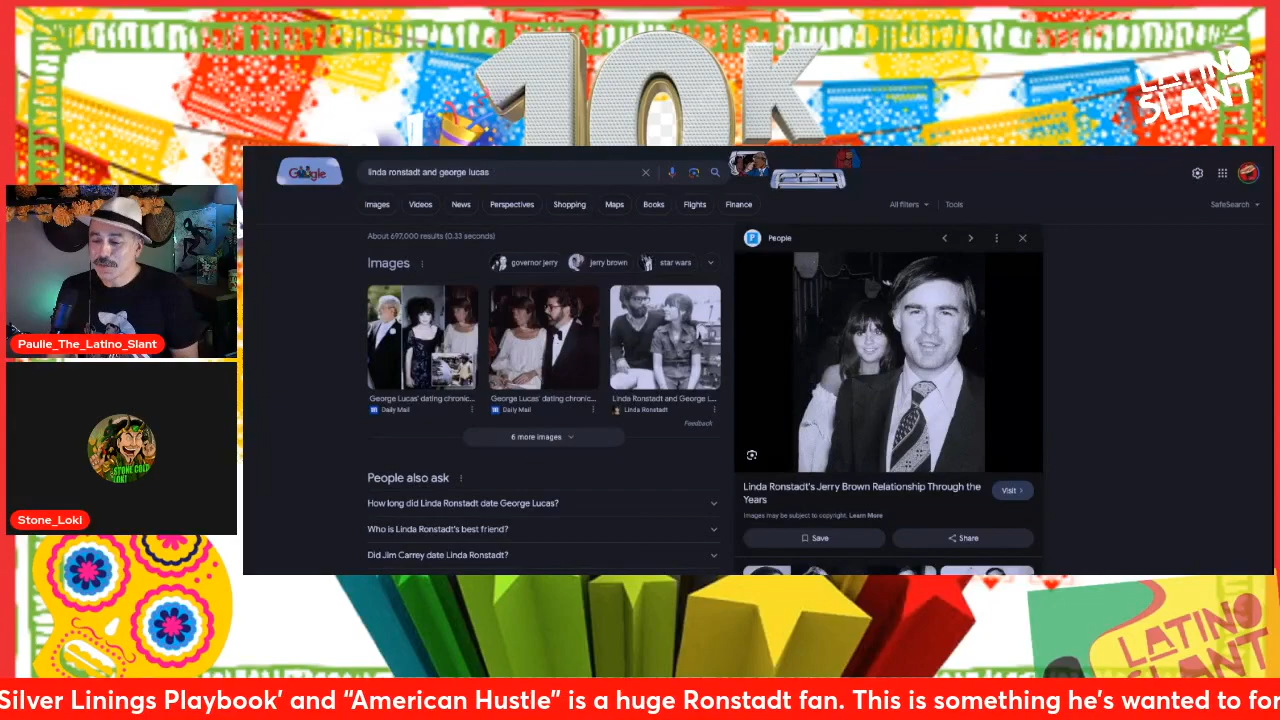 10K
LATINO
SLANT
Google
linda ronstadt and george lucas
Images
Videos
News
Perspectives
Shopping
Maps
Books
Flights
Finance
All filters
Tools
SafeSearch
About 697,000 results (0.33 seconds)
Images
governor jerry
jerry brown
star wars
George Lucas' dating chronic...
Daily Mail
George Lucas' dating chronic...
Daily Mail
Linda Ronstadt and George L...
Linda Ronstadt
Feedback
6 more images
People also ask
How long did Linda Ronstadt date George Lucas?
Who is Linda Ronstadt's best friend?
Did Jim Carrey date Linda Ronstadt?
P
People
Linda Ronstadt's Jerry Brown Relationship Through the
Years
Visit
Images may be subject to copyright. Learn More
Save
Share
Paulie_The_Latino_Slant
STONE COLD
LOKI
Stone_Loki
LATINO
SLANT
Silver Linings Playbook' and “American Hustle” is a huge Ronstadt fan. This is something he's wanted to for